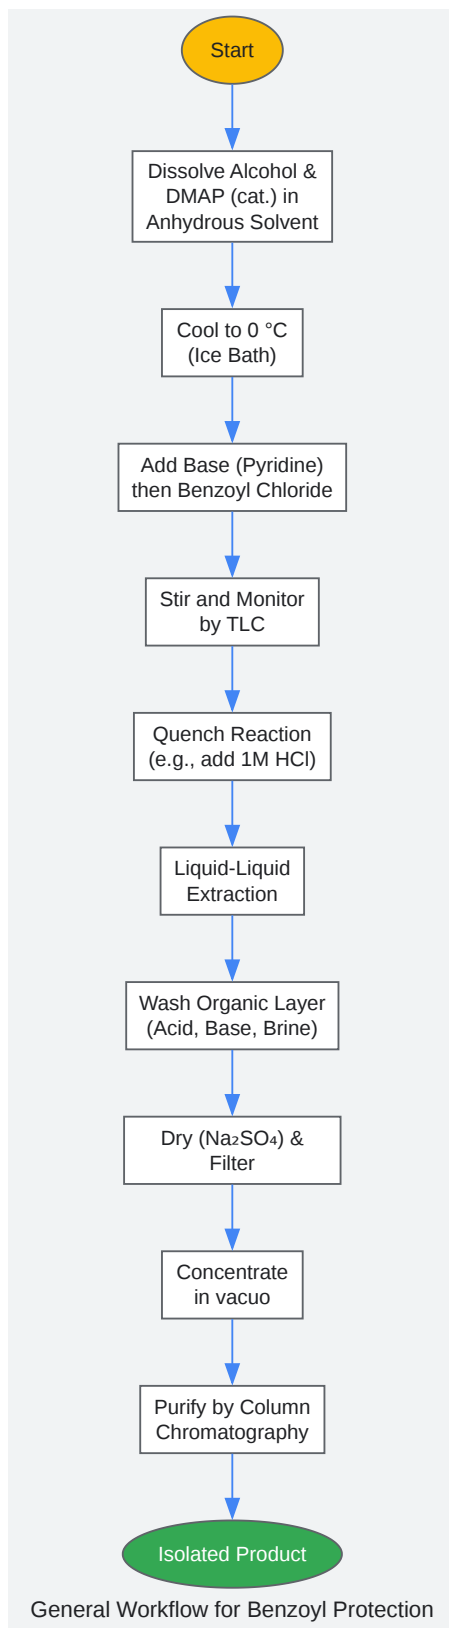 Start
Dissolve Alcohol &
DMAP (cat.) in
Anhydrous Solvent
Cool to 0 °C
(Ice Bath)
Add Base (Pyridine)
then Benzoyl Chloride
Stir and Monitor
by TLC
Quench Reaction
(e.g., add 1M HCl)
Liquid-Liquid
Extraction
Wash Organic Layer
(Acid, Base, Brine)
Dry (Na₂SO₄) &
Filter
Concentrate
in vacuo
Purify by Column
Chromatography
Isolated Product
General Workflow for Benzoyl Protection